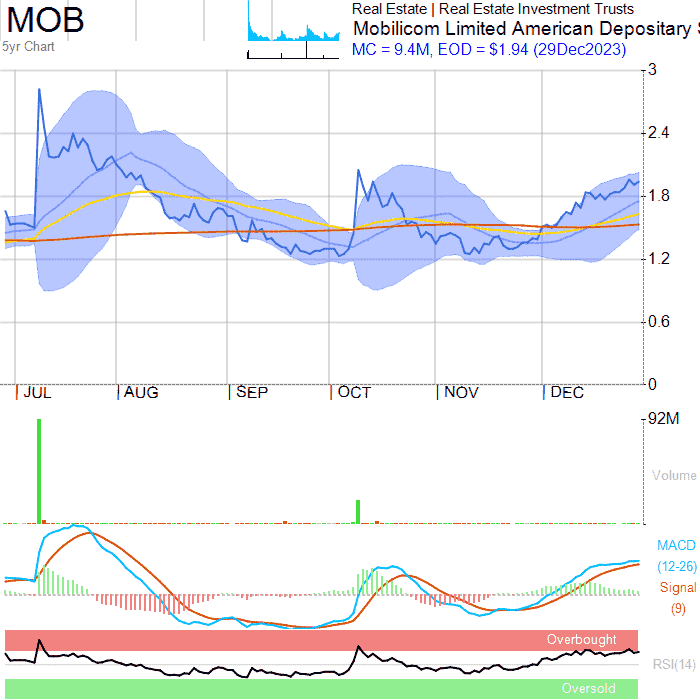 MOB
5yr Chart
Real Estate | Real Estate Investment Trusts
Mobilicom Limited American Depositary S
MC = 9.4M, EOD = $1.94 (29Dec2023)
3
2.4
1.8
1.2
0.6
0
JUL AUG SEP OCT NOV DEC
92M
Volume
MACD
(12-26)
Signal
(9)
Overbought
RSI(14)
Oversold